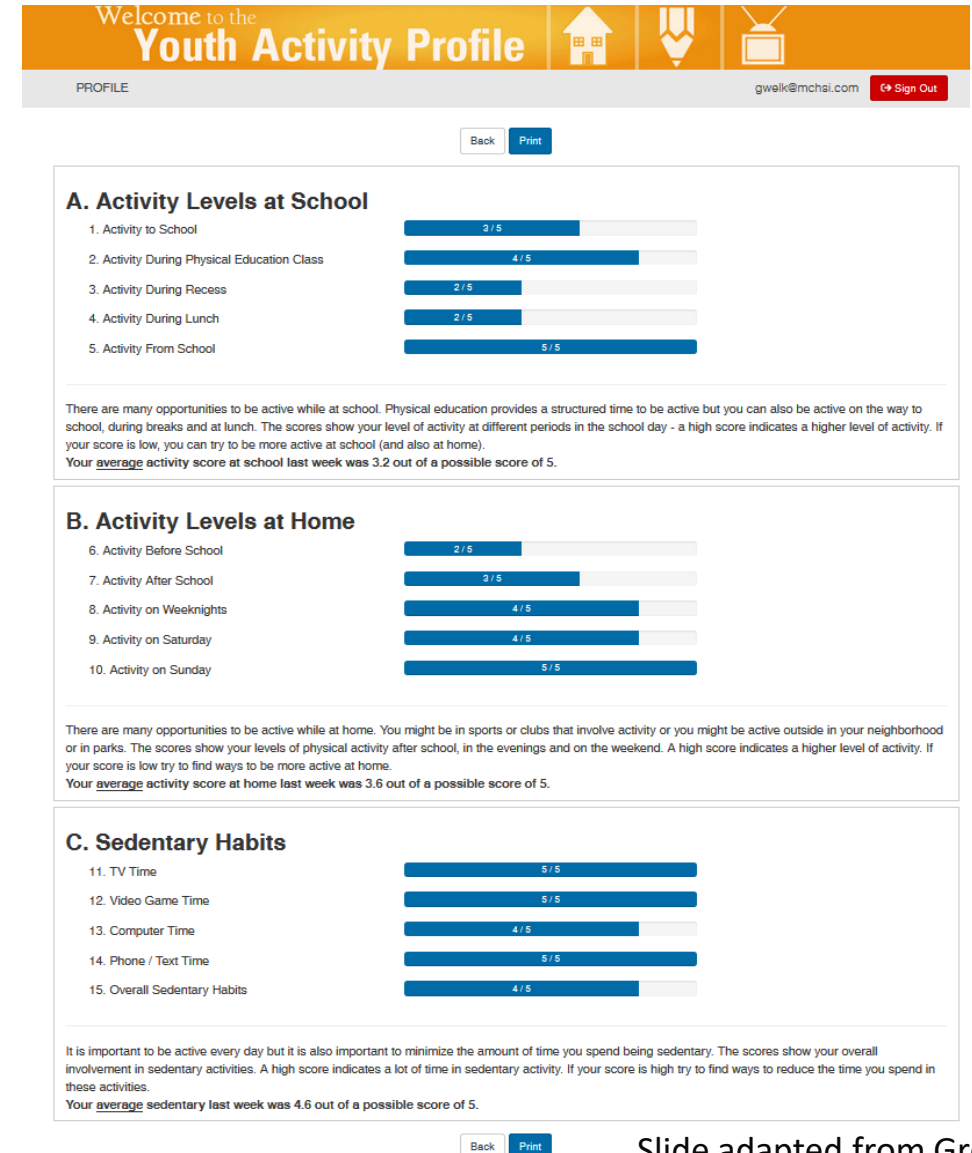 Welcome to the
Youth Activity Profile
PROFILE
gwelk@mchsi.com
Sign Out
Back
Print
A. Activity Levels at School
1. Activity to School
3 / 5
2. Activity During Physical Education Class
4 / 5
3. Activity During Recess
2 / 5
4. Activity During Lunch
2 / 5
5. Activity From School
5 / 5
There are many opportunities to be active while at school. Physical education provides a structured time to be active but you can also be active on the way to
school, during breaks and at lunch. The scores show your level of activity at different periods in the school day - a high score indicates a higher level of activity. If
your score is low, you can try to be more active at school (and also at home).
Your average activity score at school last week was 3.2 out of a possible score of 5.
B. Activity Levels at Home
6. Activity Before School
2 / 5
7. Activity After School
3 / 5
8. Activity on Weeknights
4 / 5
9. Activity on Saturday
4 / 5
10. Activity on Sunday
5 / 5
There are many opportunities to be active while at home. You might be in sports or clubs that involve activity or you might be active outside in your neighborhood
or in parks. The scores show your levels of physical activity after school, in the evenings and on the weekend. A high score indicates a higher level of activity. If
your score is low try to find ways to be more active at home.
Your average activity score at home last week was 3.6 out of a possible score of 5.
C. Sedentary Habits
11. TV Time
5 / 5
12. Video Game Time
5 / 5
13. Computer Time
4 / 5
14. Phone / Text Time
5 / 5
15. Overall Sedentary Habits
4 / 5
It is important to be active every day but it is also important to minimize the amount of time you spend being sedentary. The scores show your overall
involvement in sedentary activities. A high score indicates a lot of time in sedentary activity. If your score is high try to find ways to reduce the time you spend in
these activities.
Your average sedentary last week was 4.6 out of a possible score of 5.
Back
Print
Slide adapted from